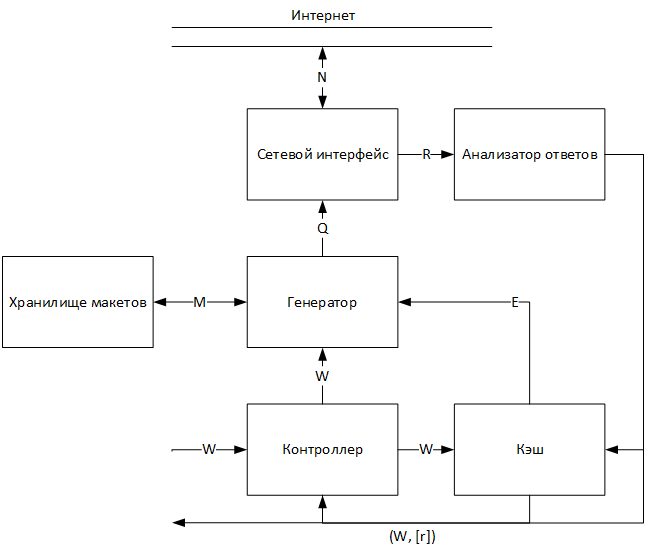 Интернет
N
Сетевой интерфейс
R
Анализатор ответов
Q
Хранилище макетов
M
Генератор
E
W
W
Контроллер
W
Кэш
(W, [r])